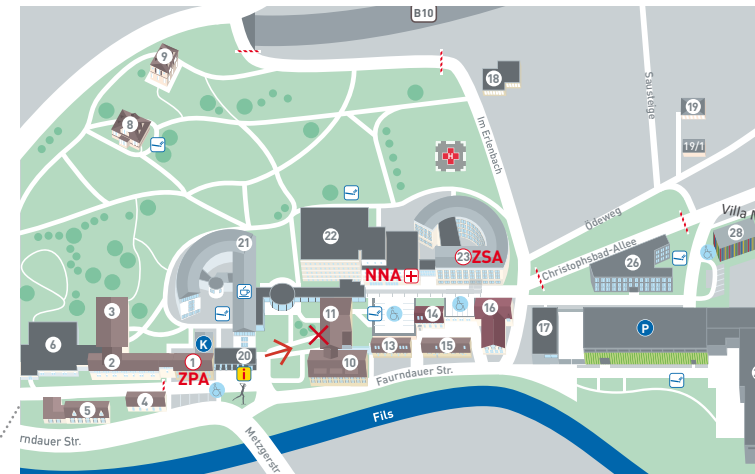 B10
9
18
Sausteige
19
8
Im Erlenbach
H
19/1
Ödeweg
Villa M
21
22
28
23 ZSA
Christophsbad-Allee
26
NNA
3
11
14
16
17
P
6
K
13
15
2
1
20
10
ZPA
i
Faurndauer Str.
4
5
Fils
rndauer Str.
Metzgerstr